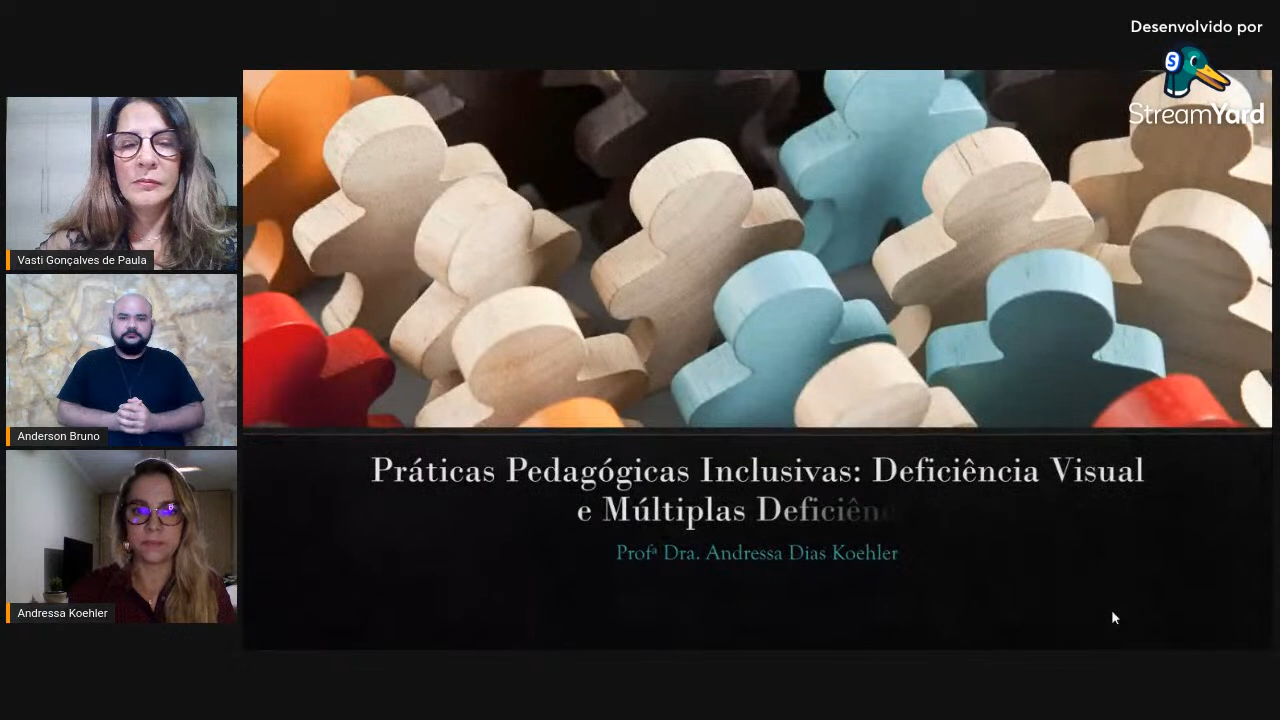 Desenvolvido por
StreamYard
Vasti Gonçalves de Paula
Anderson Bruno
Andressa Koehler
Práticas Pedagógicas Inclusivas: Deficiência Visual
e Múltiplas Deficiên
Profª Dra. Andressa Dias Koehler